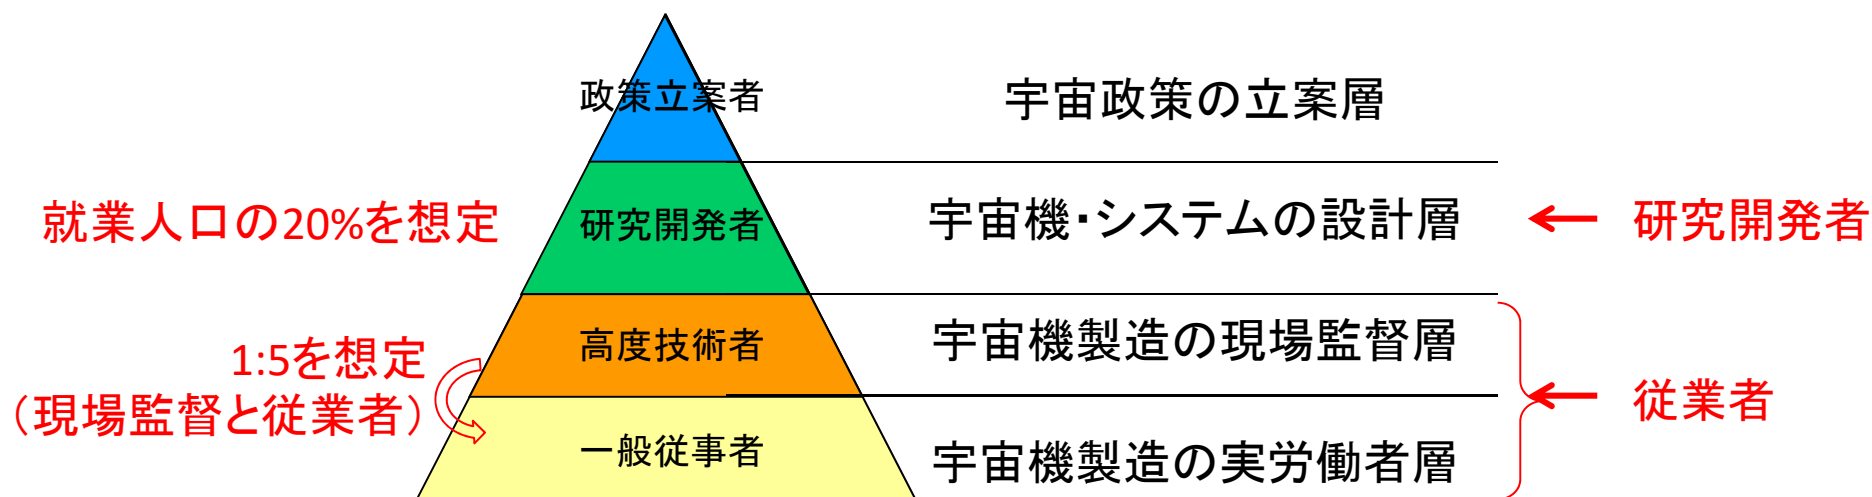 政策立案者
宇宙政策の立案層
就業人口の20%を想定
研究開発者
宇宙機・システムの設計層
研究開発者
1:5を想定
（現場監督と従業者）
高度技術者
宇宙機製造の現場監督層
従業者
一般従事者
宇宙機製造の実労働者層